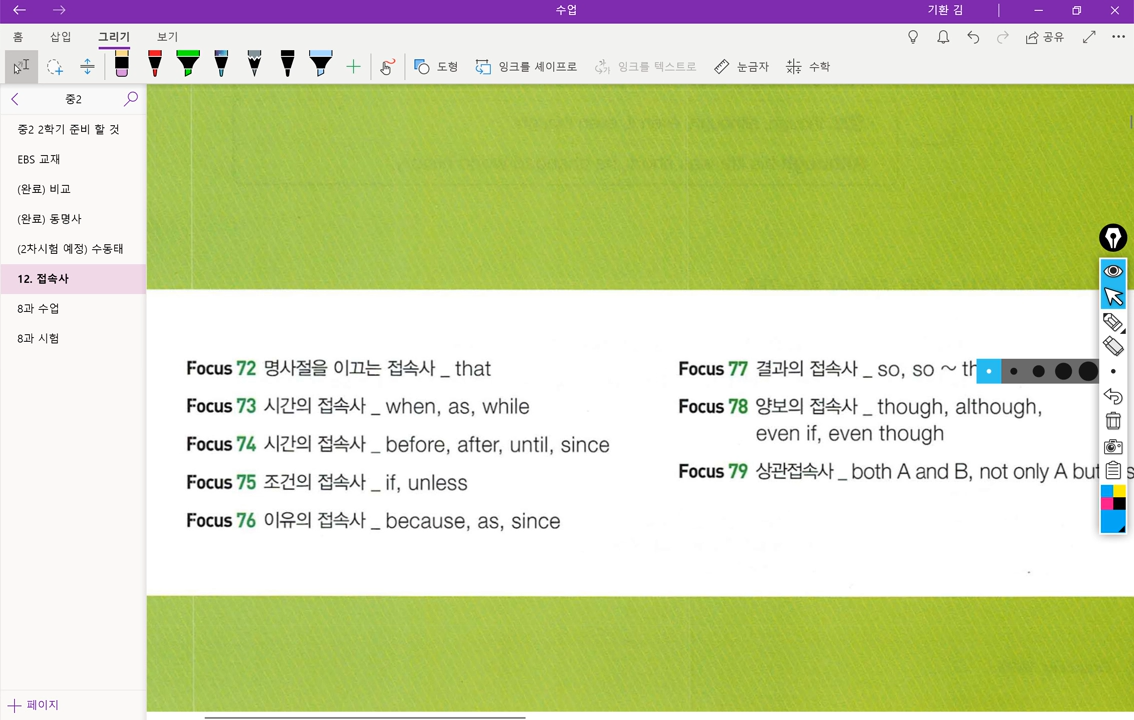 수업
기환 김
홈 삽입 그리기 보기
공유
도형 잉크를 셰이프로 잉크를 텍스트로 눈금자 수학
중2
중2 2학기 준비 할 것
EBS 교재
(완료) 비교
(완료) 동명사
(2차시험 예정) 수동태
12. 접속사
8과 수업
8과 시험
페이지
Focus 72 명사절을 이끄는 접속사 _ that
Focus 73 시간의 접속사 _ when, as, while
Focus 74 시간의 접속사 _ before, after, until, since
Focus 75 조건의 접속사 _ if, unless
Focus 76 이유의 접속사 _ because, as, since
Focus 77 결과의 접속사 _ so, so ~ th
Focus 78 양보의 접속사 _ though, although,
even if, even though
Focus 79 상관접속사 _ both A and B, not only A but